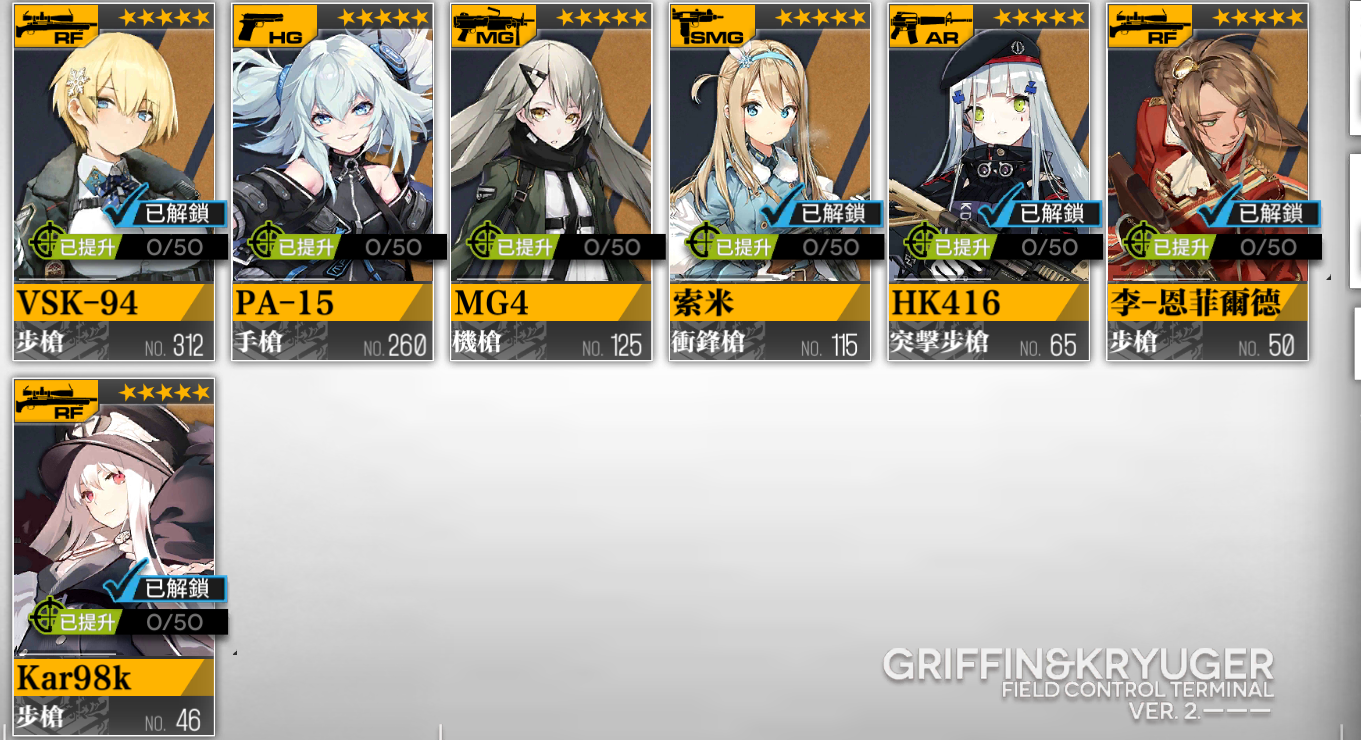 RF
已解鎖
已提升 0/50
VSK-94
步槍 NO. 312
HG
已提升 0/50
PA-15
手槍 NO. 260
MG
已提升 0/50
MG4
機槍 NO. 125
SMG
已解鎖
已提升 0/50
索米
衝鋒槍 NO. 115
AR
已解鎖
已提升 0/50
HK416
突擊步槍 NO. 65
RF
已解鎖
已提升 0/50
李-恩菲爾德
步槍 NO. 50
RF
已解鎖
已提升 0/50
Kar98k
步槍 NO. 46
GRIFFIN&KRYUGER
FIELD CONTROL TERMINAL
VER. 2.———